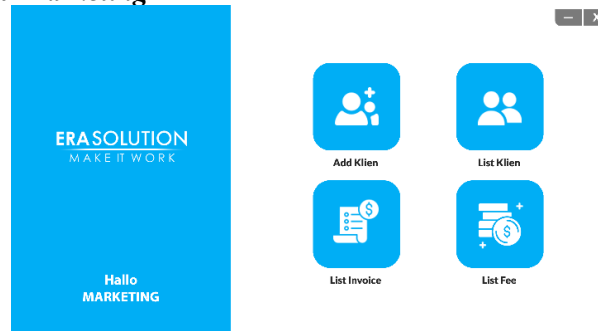 ERASOLUTION
MAKE IT WORK
Hallo
MARKETING
Add Klien
List Klien
List Invoice
List Fee